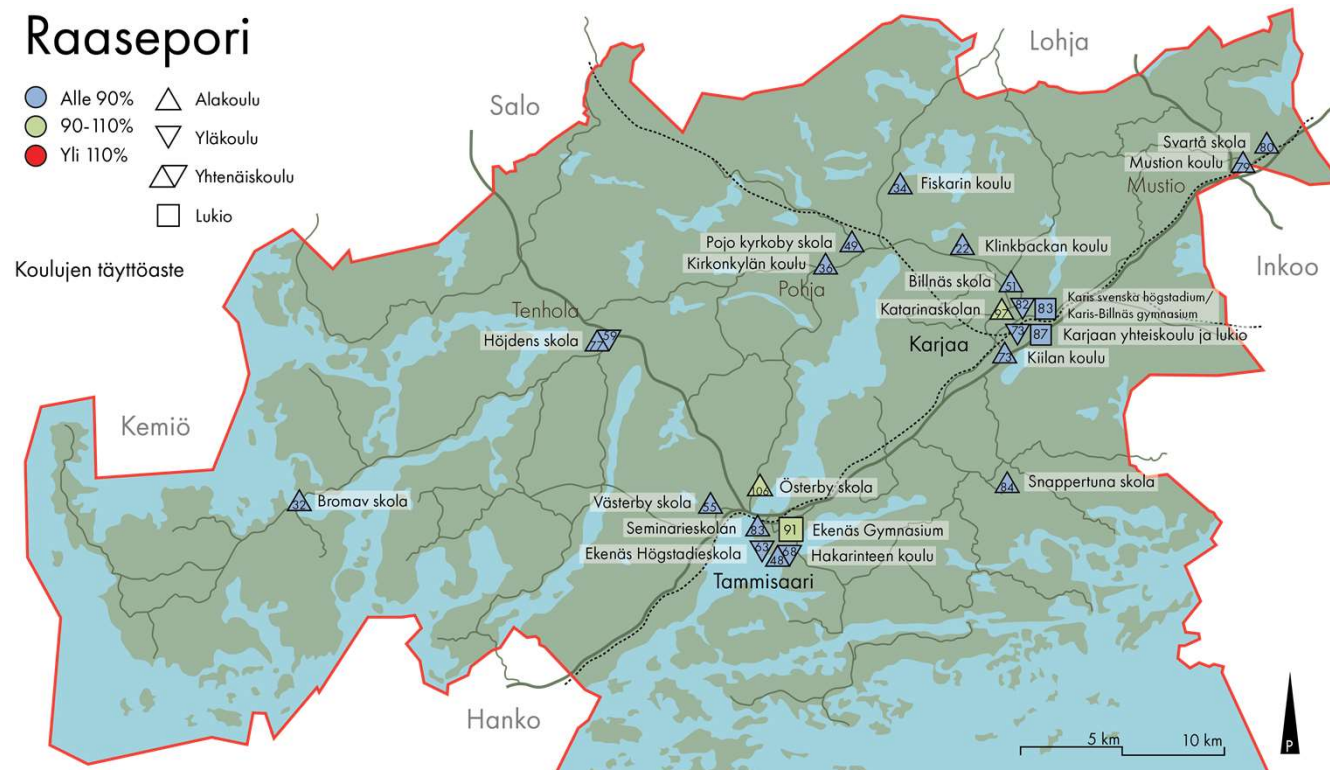 Raasepori
Alle 90%
90-110%
Yli 110%
Alakoulu
Yläkoulu
Yhtenäiskoulu
Lukio
Koulujen täyttöaste
Salo
Lohja
Inkoo
Kemiö
Hanko
Svartå skola
80
Mustion koulu
79
Mustio
34
Fiskarin koulu
Pojo kyrkoby skola
49
Kirkonkylän koulu
36
Pohja
22
Klinkbackan koulu
Billnäs skola
51
Katarinaskolan
97
82
83
Karis svenska högstadium/
Karis-Billnäs gymnasium
73
87
Karjaan yhteiskoulu ja lukio
Karjaa
73
Kiilan koulu
Tenhola
Höjdens skola
77
59
32
Bromav skola
84
Snappertuna skola
106
Österby skola
Västerby skola
55
Seminarieskolan
83
91
Ekenäs Gymnasium
Ekenäs Högstadieskola
63
48
68
Hakarinteen koulu
Tammisaari
5 km
10 km
P